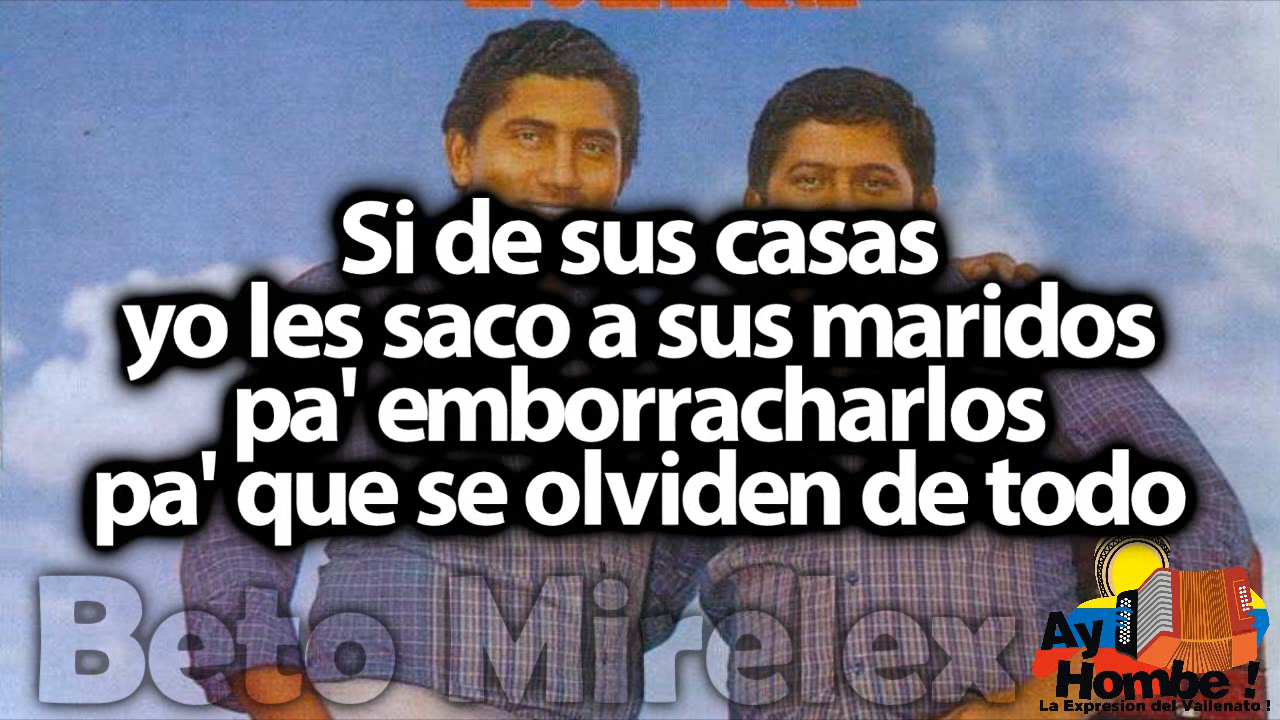 Si de sus casas
yo les saco a sus maridos
pa' emborracharlos
pa' que se olviden de todo
Beto Mirelex
Ay
Hombe !
La Expresion del Vallenato !